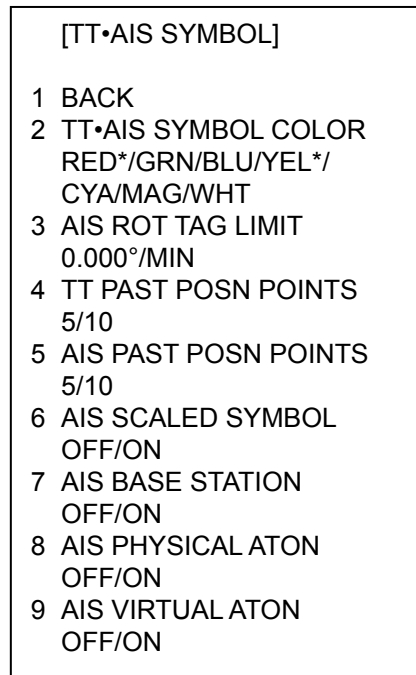 [TT•AIS SYMBOL]
1 BACK
2 TT•AIS SYMBOL COLOR
RED*/GRN/BLU/YEL*/
CYA/MAG/WHT
3 AIS ROT TAG LIMIT
0.000°/MIN
4 TT PAST POSN POINTS
5/10
5 AIS PAST POSN POINTS
5/10
6 AIS SCALED SYMBOL
OFF/ON
7 AIS BASE STATION
OFF/ON
8 AIS PHYSICAL ATON
OFF/ON
9 AIS VIRTUAL ATON
OFF/ON